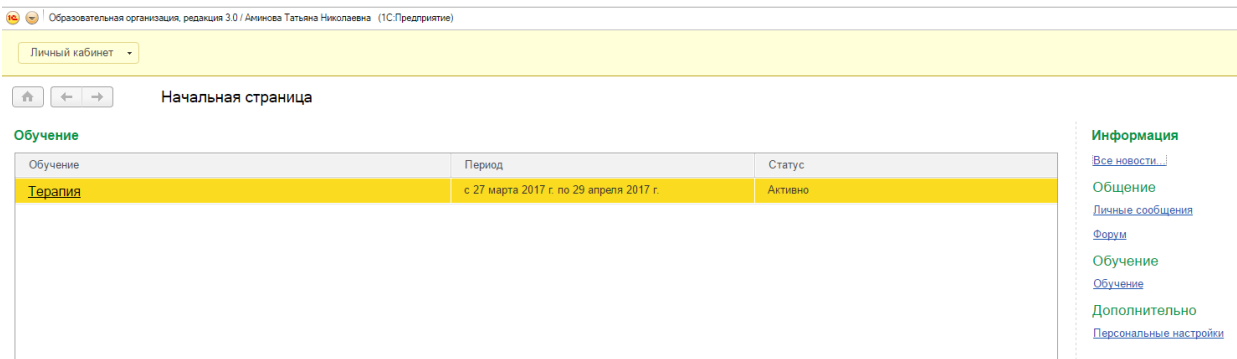 1С Образовательная организация, редакция 3.0 / Аминова Татьяна Николаевна (1С:Предприятие)
Личный кабинет
Начальная страница
Обучение
Обучение Период Статус
Терапия с 27 марта 2017 г. по 29 апреля 2017 г. Активно
Информация
Все новости...
Общение
Личные сообщения
Форум
Обучение
Обучение
Дополнительно
Персональные настройки